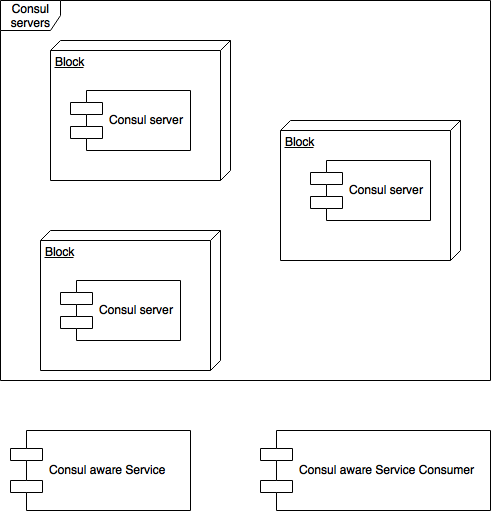 Consul
servers
Block
Consul server
Block
Consul server
Block
Consul server
Consul aware Service
Consul aware Service Consumer